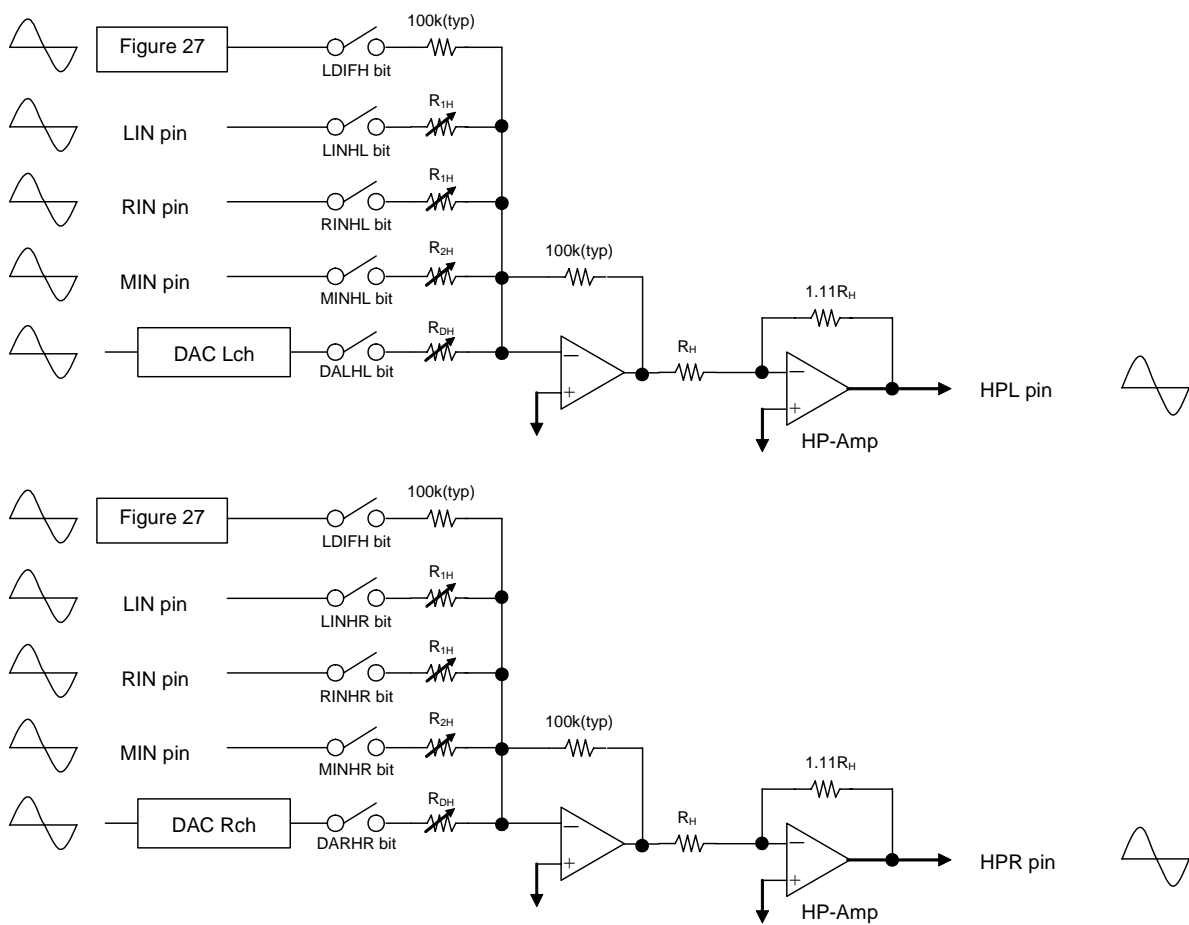 100k(typ)
Figure 27
LDIFH bit
R1H
LIN pin
LINHL bit
R1H
RIN pin
RINHL bit
R2H
100k(typ)
MIN pin
MINHL bit
1.11RH
RDH
DAC Lch
RH
DALHL bit
−
+
−
+
HPL pin
HP-Amp
100k(typ)
Figure 27
LDIFH bit
R1H
LIN pin
LINHR bit
R1H
RIN pin
RINHR bit
R2H
100k(typ)
MIN pin
MINHR bit
1.11RH
RDH
DAC Rch
RH
DARHR bit
−
+
−
+
HPR pin
HP-Amp